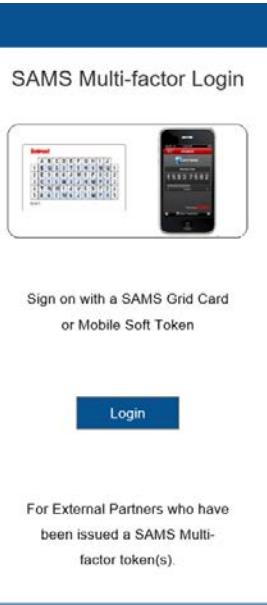 SAMS Multi-factor Login
Entrust
A B C D E F G H I J
Sign on with a SAMS Grid Card
or Mobile Soft Token
Login
For External Partners who have
been issued a SAMS Multi-
factor token(s).